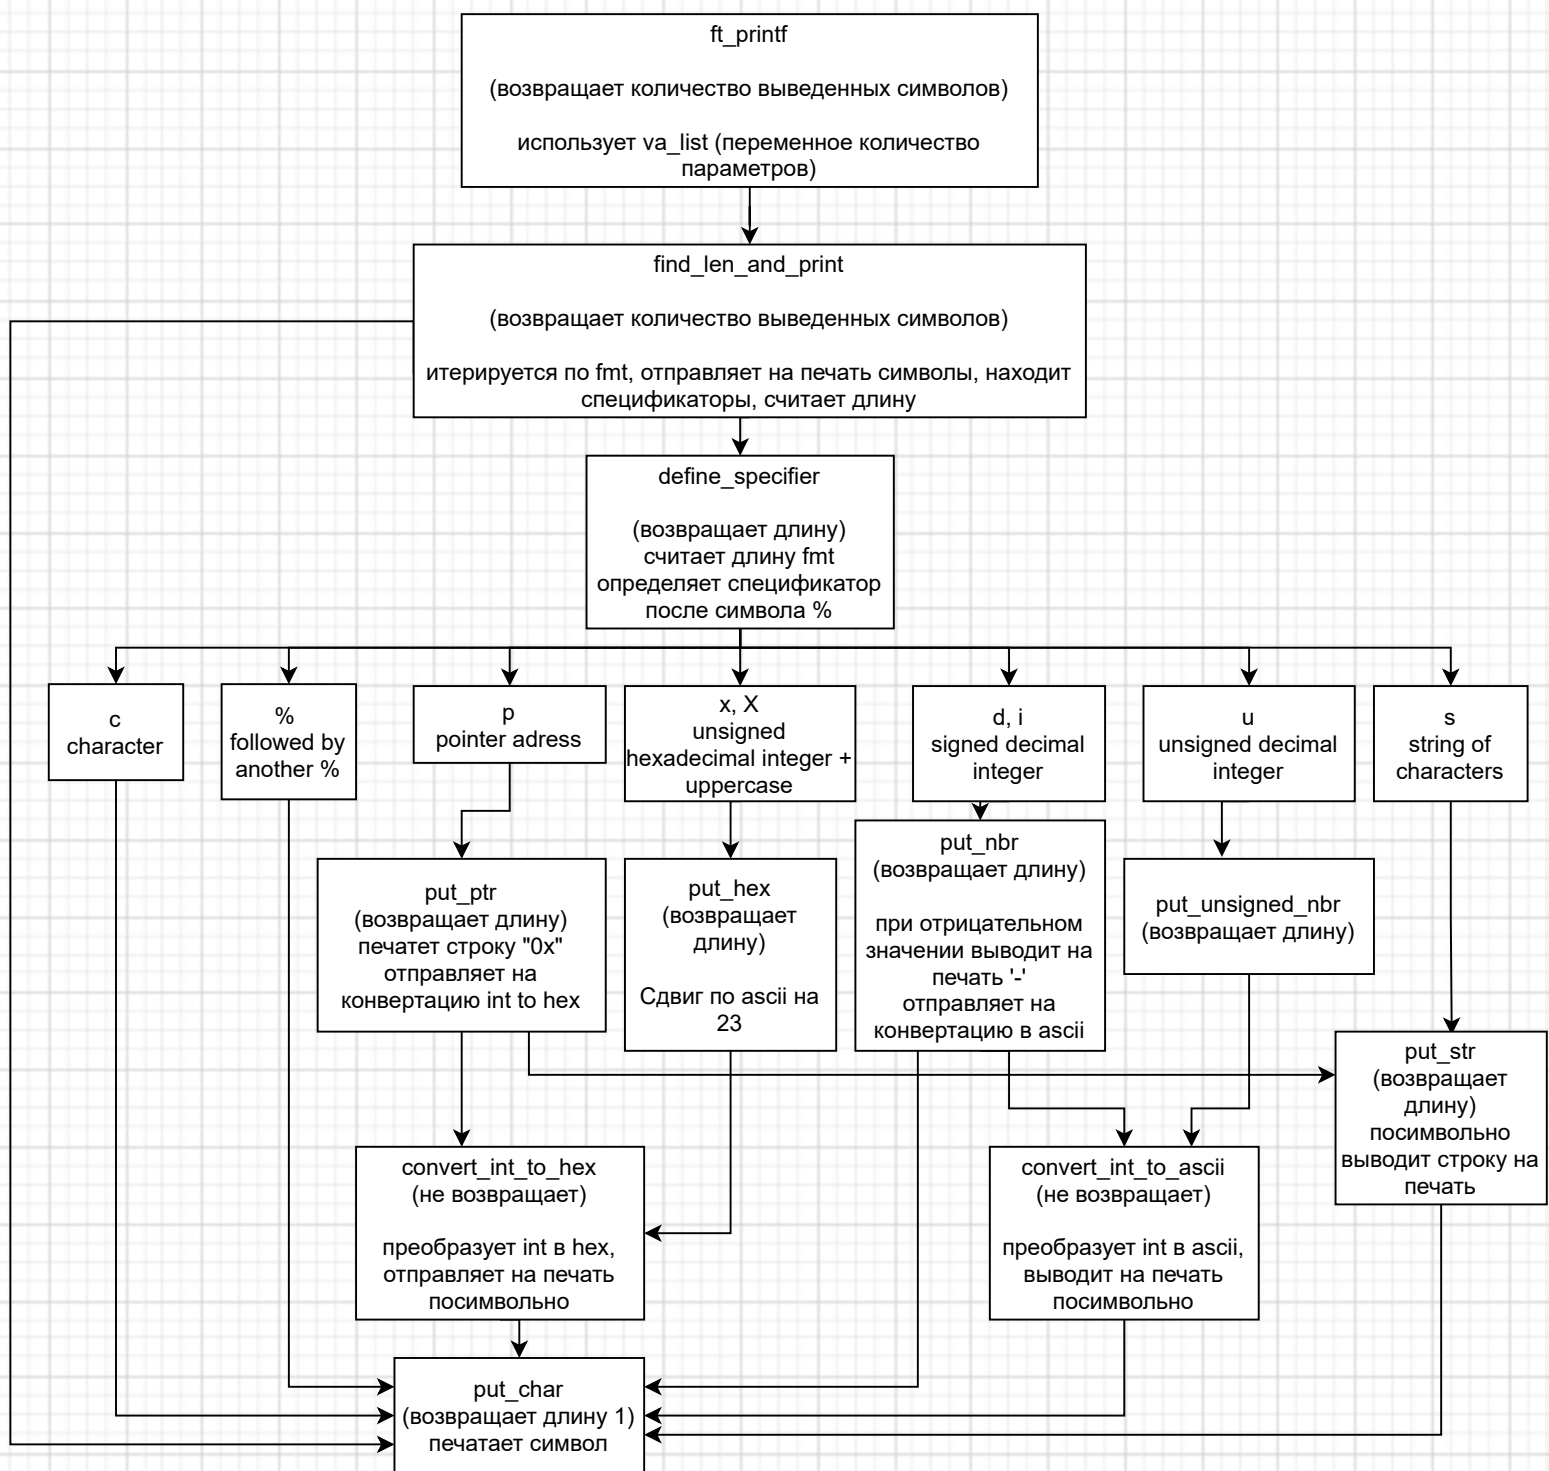 ft_printf
(возвращает количество выведенных символов)
использует va_list (переменное количество
параметров)
find_len_and_print
(возвращает количество выведенных символов)
итерируется по fmt, отправляет на печать символы, находит
спецификаторы, считает длину
define_specifier
(возвращает длину)
считает длину fmt
определяет спецификатор
после символа %
c
character
%
followed by
another %
p
pointer adress
x, X
unsigned
hexadecimal integer +
uppercase
d, i
signed decimal
integer
u
unsigned decimal
integer
s
string of
characters
put_ptr
(возвращает длину)
печатет строку "0x"
отправляет на
конвертацию int to hex
put_hex
(возвращает
длину)
Сдвиг по ascii на
23
put_nbr
(возвращает длину)
при отрицательном
значении выводит на
печать '-'
отправляет на
конвертацию в ascii
put_unsigned_nbr
(возвращает длину)
put_str
(возвращает
длину)
посимвольно
выводит строку на
печать
convert_int_to_hex
(не возвращает)
преобразует int в hex,
отправляет на печать
посимвольно
convert_int_to_ascii
(не возвращает)
преобразует int в ascii,
выводит на печать
посимвольно
put_char
(возвращает длину 1)
печатает символ